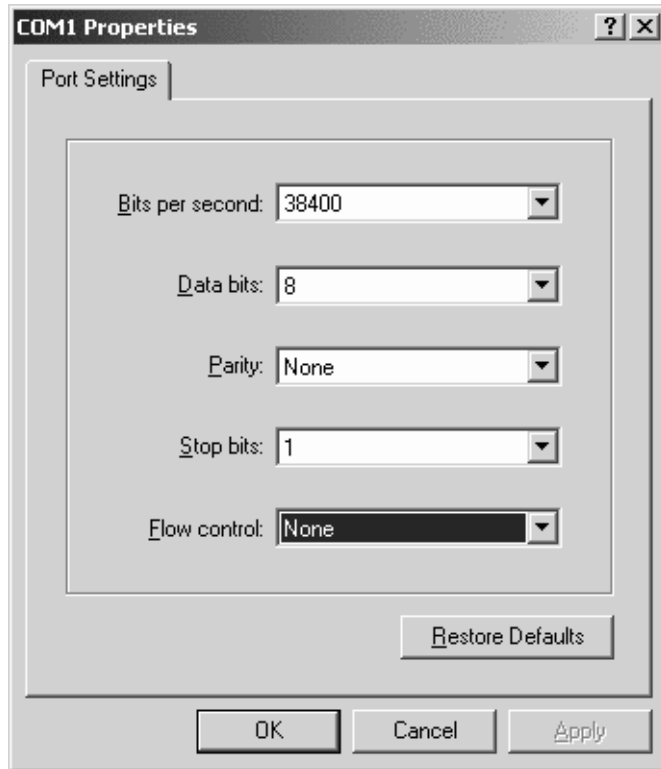 COM1 Properties
Port Settings
Bits per second: 38400
Data bits: 8
Parity: None
Stop bits: 1
Flow control: None
Restore Defaults
OK Cancel Apply